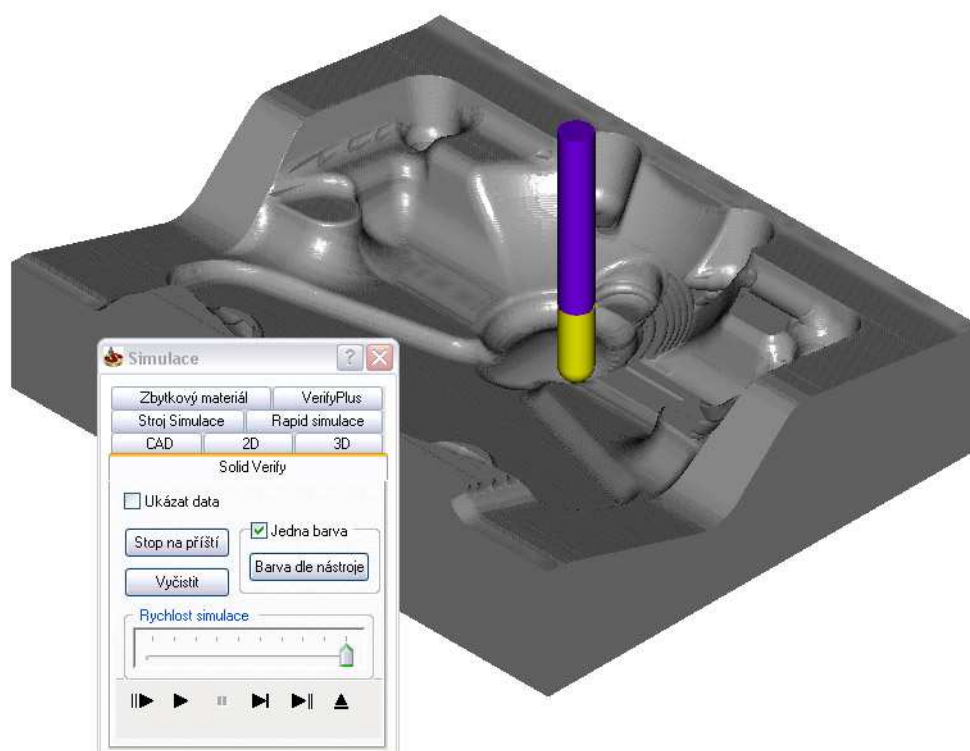 Simulace
Zbytkový materiál VerifyPlus
Stroj Simulace Rapid simulace
CAD 2D 3D
Solid Verify
Ukázat data
Stop na příští
Jedna barva
Vyčistit
Barva dle nástroje
Rychlost simulace